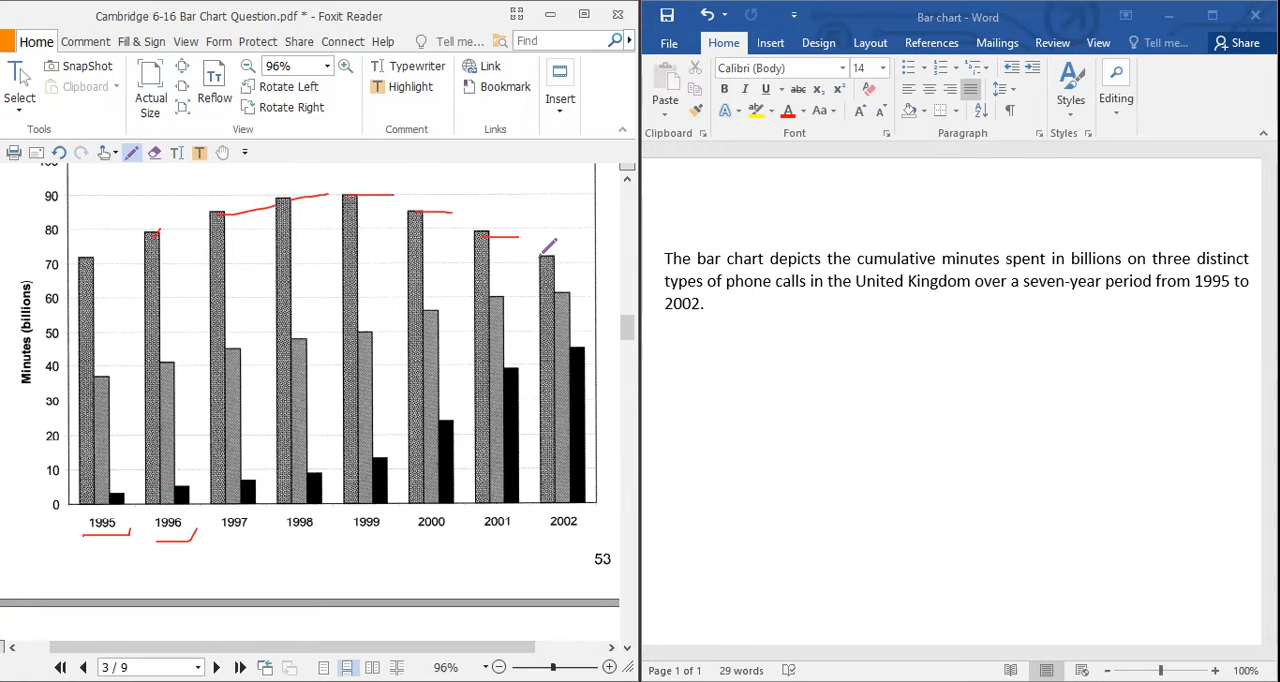 Cambridge 6-16 Bar Chart Question.pdf * - Foxit Reader
Home Comment Fill & Sign View Form Protect Share Connect Help Tell me... Find
Select
SnapShot
Clipboard
Actual Size
Reflow
96%
Rotate Left
Rotate Right
Typewriter
Highlight
Link
Bookmark
Insert
Tools View Comment Links
90
80
70
60
50
40
30
20
10
0
Minutes (billions)
1995 1996 1997 1998 1999 2000 2001 2002
53
3 / 9
96%
Bar chart - Word
File Home Insert Design Layout References Mailings Review View Tell me... Share
Paste
Calibri (Body) 14
B I U abc x₂ x²
A A Aa A A
Styles
Editing
Clipboard Font Paragraph Styles
The bar chart depicts the cumulative minutes spent in billions on three distinct
types of phone calls in the United Kingdom over a seven-year period from 1995 to
2002.
Page 1 of 1 29 words
100%